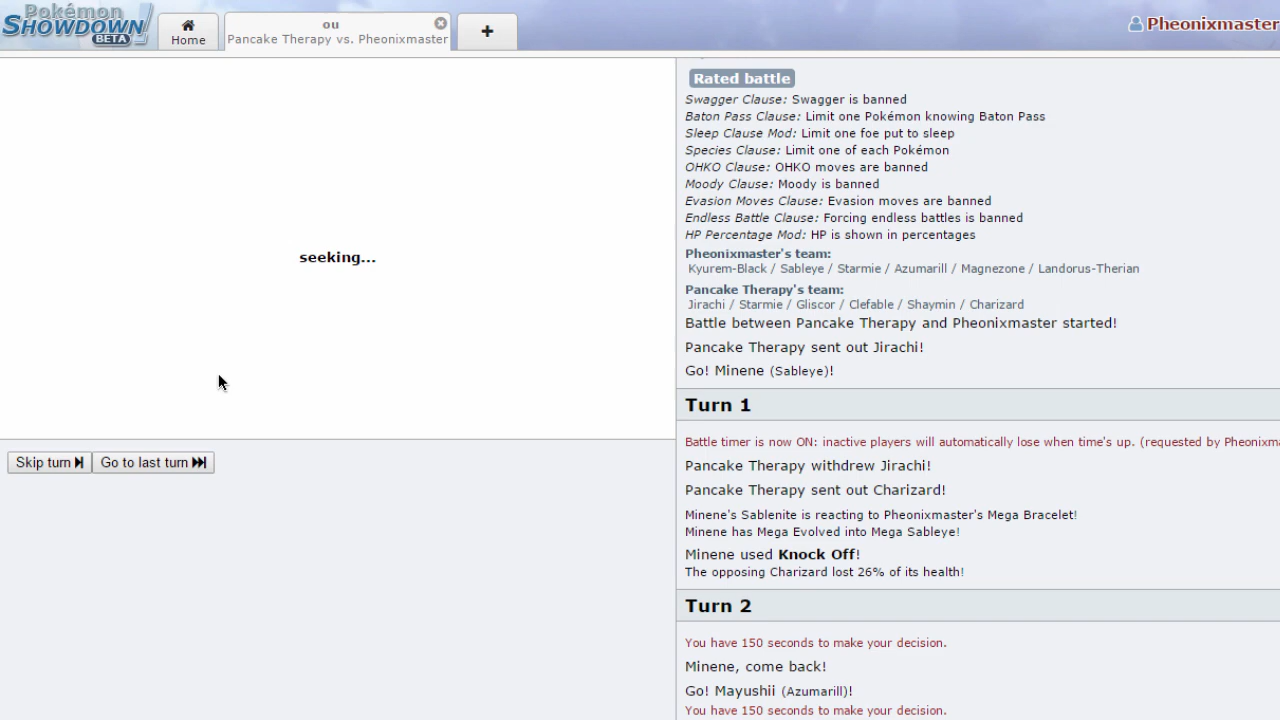 Pokémon
SHOWDOWN!
BETA
Home
ou
Pancake Therapy vs. Pheonixmaster
+
Pheonixmaster
seeking...
Skip turn
Go to last turn
Rated battle
Swagger Clause: Swagger is banned
Baton Pass Clause: Limit one Pokémon knowing Baton Pass
Sleep Clause Mod: Limit one foe put to sleep
Species Clause: Limit one of each Pokémon
OHKO Clause: OHKO moves are banned
Moody Clause: Moody is banned
Evasion Moves Clause: Evasion moves are banned
Endless Battle Clause: Forcing endless battles is banned
HP Percentage Mod: HP is shown in percentages
Pheonixmaster's team:
Kyurem-Black / Sableye / Starmie / Azumarill / Magnezone / Landorus-Therian
Pancake Therapy's team:
Jirachi / Starmie / Gliscor / Clefable / Shaymin / Charizard
Battle between Pancake Therapy and Pheonixmaster started!
Pancake Therapy sent out Jirachi!
Go! Minene (Sableye)!
Turn 1
Battle timer is now ON: inactive players will automatically lose when time's up. (requested by Pheonixm
Pancake Therapy withdrew Jirachi!
Pancake Therapy sent out Charizard!
Minene's Sablenite is reacting to Pheonixmaster's Mega Bracelet!
Minene has Mega Evolved into Mega Sableye!
Minene used Knock Off!
The opposing Charizard lost 26% of its health!
Turn 2
You have 150 seconds to make your decision.
Minene, come back!
Go! Mayushii (Azumarill)!
You have 150 seconds to make your decision.